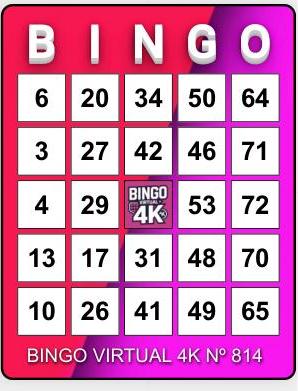 B I N G O
6 20 34 50 64
3 27 42 46 71
4 29 BINGO VIRTUAL 4K 53 72
13 17 31 48 70
10 26 41 49 65
BINGO VIRTUAL 4K Nº 814